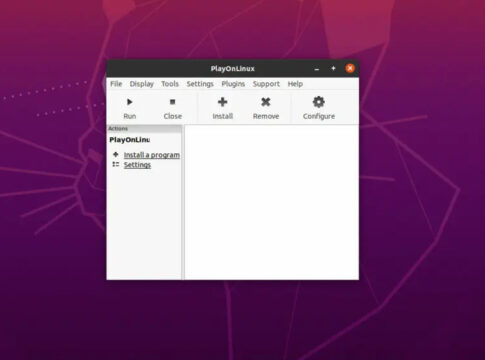 PlayOnLinux
File Display Tools Settings Plugins Support Help
Run Close Install Remove Configure
Actions
PlayOnLinu
Install a program
Settings